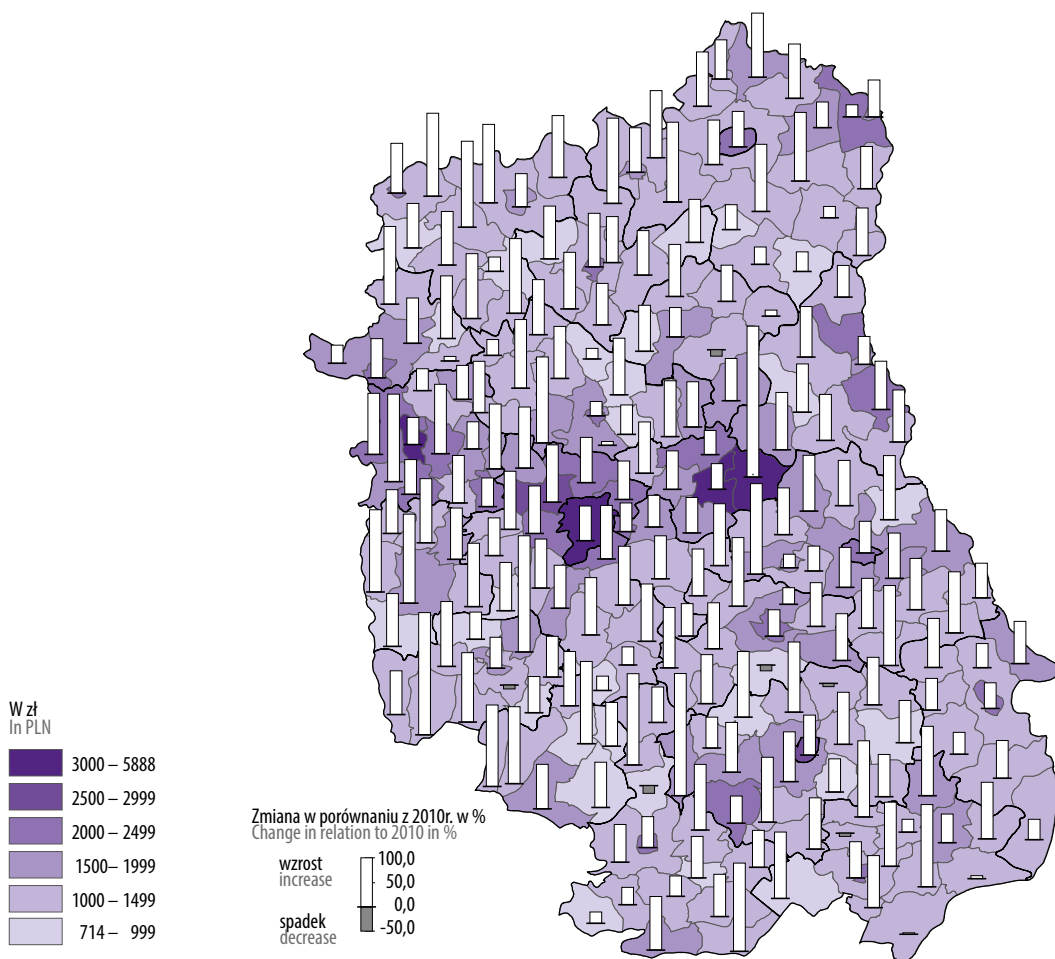 W zł
In PLN
3000 – 5888
2500 – 2999
2000 – 2499
1500– 1999
1000 – 1499
714 – 999
Zmiana w porównaniu z 2010r. w %
Change in relation to 2010 in %
wzrost
increase
spadek
decrease
100,0
50,0
0,0
-50,0